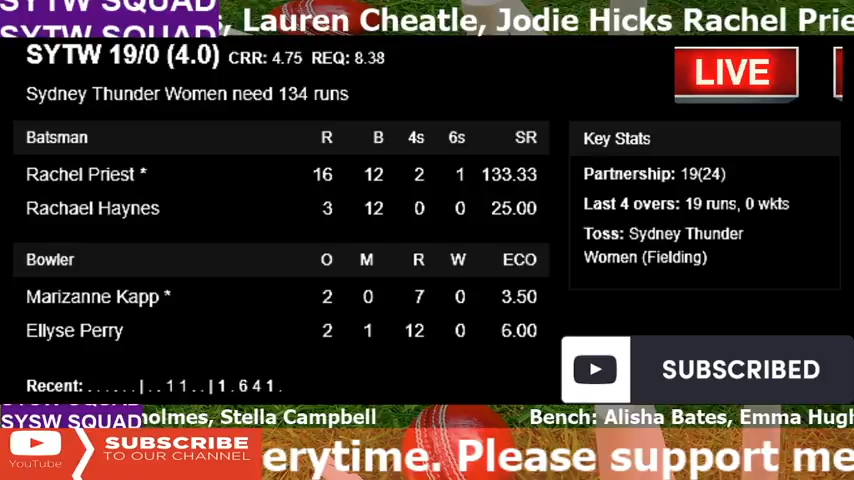 SYTW SQUAD
SYTW SQUAD
, Lauren Cheatle, Jodie Hicks Rachel Prie
SYTW 19/0 (4.0) CRR: 4.75 REQ: 8.38
LIVE
Sydney Thunder Women need 134 runs
Batsman R B 4s 6s SR
Rachel Priest * 16 12 2 1 133.33
Rachael Haynes 3 12 0 0 25.00
Bowler O M R W ECO
Marizanne Kapp * 2 0 7 0 3.50
Ellyse Perry 2 1 12 0 6.00
Recent: . . . . . . | . . 1 1 . . | 1 . 6 4 1 .
Key Stats
Partnership: 19(24)
Last 4 overs: 19 runs, 0 wkts
Toss: Sydney Thunder
Women (Fielding)
SUBSCRIBED
SYSW SQUAD
olmes, Stella Campbell
Bench: Alisha Bates, Emma Hugh
YouTube
SUBSCRIBE
TO OUR CHANNEL
erytime. Please support me